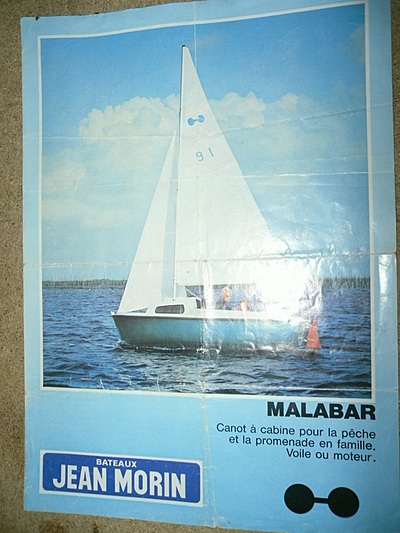 91
MALABAR
Canot à cabine pour la pêche
et la promenade en famille.
Voile ou moteur.
BATEAUX
JEAN MORIN